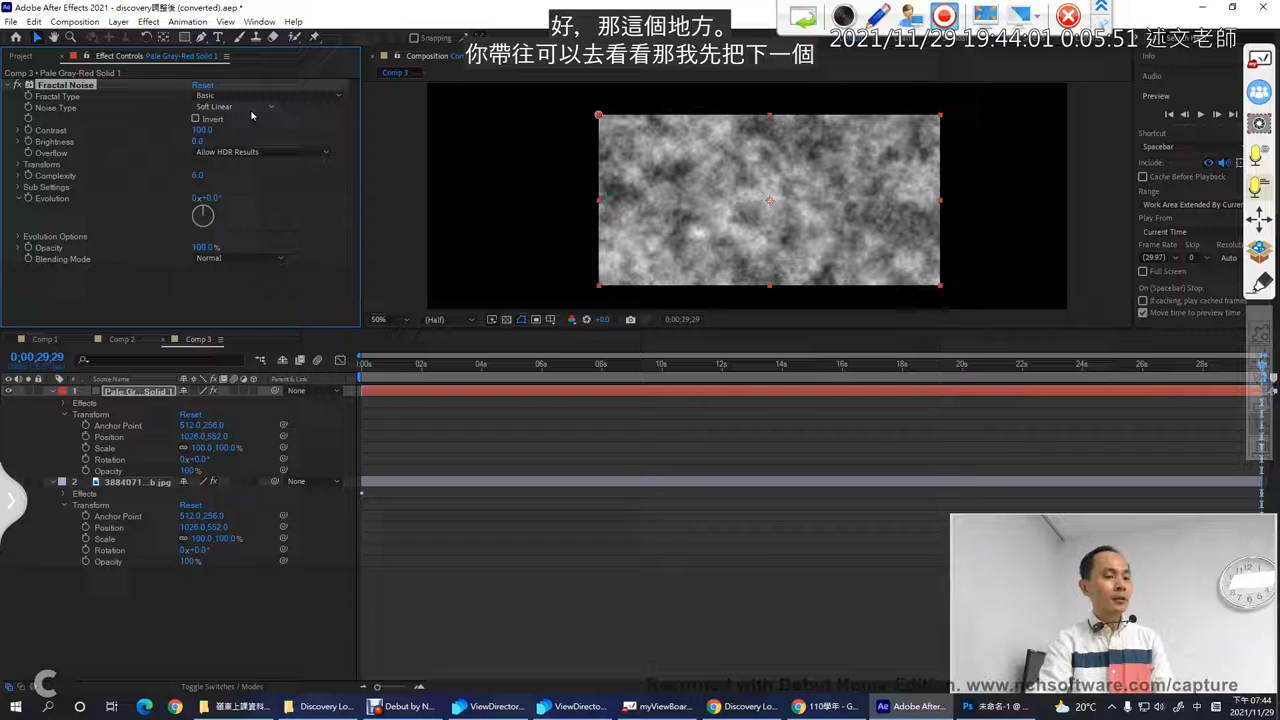 Adobe After Effects 2021 - discovery調整後 (converted).aep *
好，那這個地方。
File Edit Composition Layer Effect Animation View Window Help
你帶往可以去看看那我先把下一個
2021/11/29 19:44:01 0:05:51 述文老師
Snapping
Project
Effect Controls Pale Gray-Red Solid 1
Composition
Comp 3 • Pale Gray-Red Solid 1
Comp 3
fx Fractal Noise Reset
Fractal Type Basic
Noise Type Soft Linear
Invert
Contrast 100.0
Brightness 0.0
Overflow Allow HDR Results
Transform
Complexity 6.0
Sub Settings
Evolution 0x+0.0°
Evolution Options
Opacity 100.0%
Blending Mode Normal
50% (Half) +0.0 0;00;29;29
Info
Audio
Preview
Shortcut
Spacebar
Include:
Cache Before Playback
Range
Work Area Extended By Current
Play From
Current Time
Frame Rate Skip
(29.97) 0 Auto
Full Screen
On (Spacebar) Stop:
If caching, play cached frames
Move time to preview time
Comp 1 Comp 2 Comp 3
0;00;29;29
:00s 02s 04s 06s 08s 10s 12s 14s 16s 18s 20s 22s 24s 26s 28s
# Source Name Parent & Link
1 Pale Gr...Solid 1 None
Effects
Transform Reset
Anchor Point 512.0,256.0
Position 1026.0,552.0
Scale 100.0,100.0%
Rotation 0x+0.0°
Opacity 100%
2 3884071...b.jpg None
Effects
Transform Reset
Anchor Point 512.0,256.0
Position 1026.0,552.0
Scale 100.0,100.0%
Rotation 0x+0.0°
Opacity 100%
Toggle Switches / Modes
Recorded with Debut Home Edition. www.nchsoftware.com/capture
Discovery Lo...
Debut by N...
ViewDirector...
ViewDirector...
myViewBoar...
Discovery Lo...
110學年 - G...
Adobe After...
未命名-1 @ ...
20°C
下午 07:44
2021/11/29